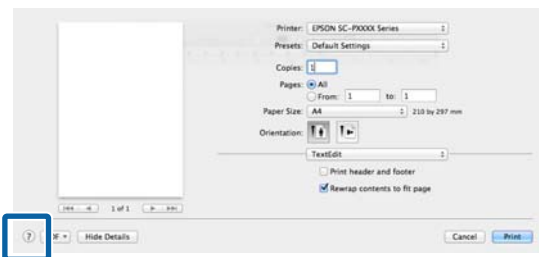 Printer: EPSON SC-PXXXX Series
Presets: Default Settings
Copies: 1
Pages: All
From: 1 to: 1
Paper Size: A4 210 by 297 mm
Orientation:
TextEdit
Print header and footer
Rewrap contents to fit page
1 of 1
? DF Hide Details Cancel Print